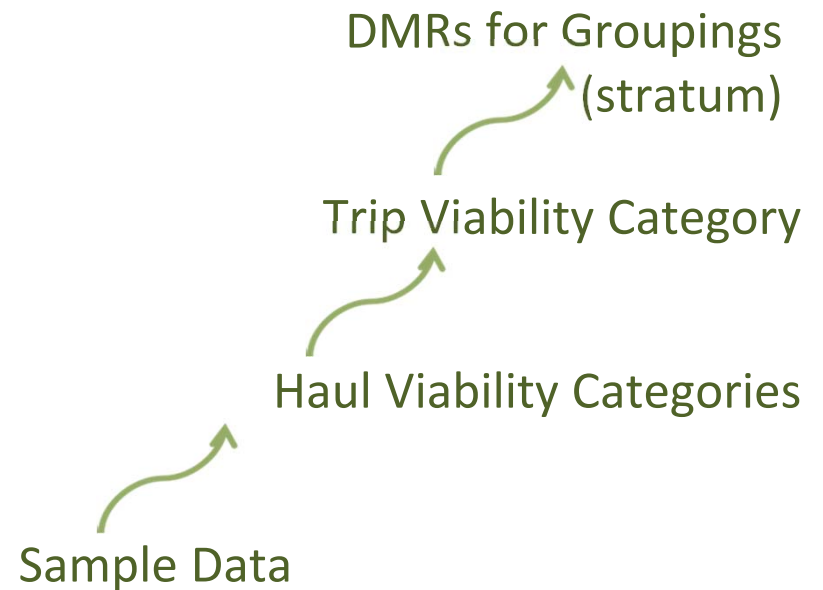 DMRs for Groupings
(stratum)
Trip Viability Category
Haul Viability Categories
Sample Data